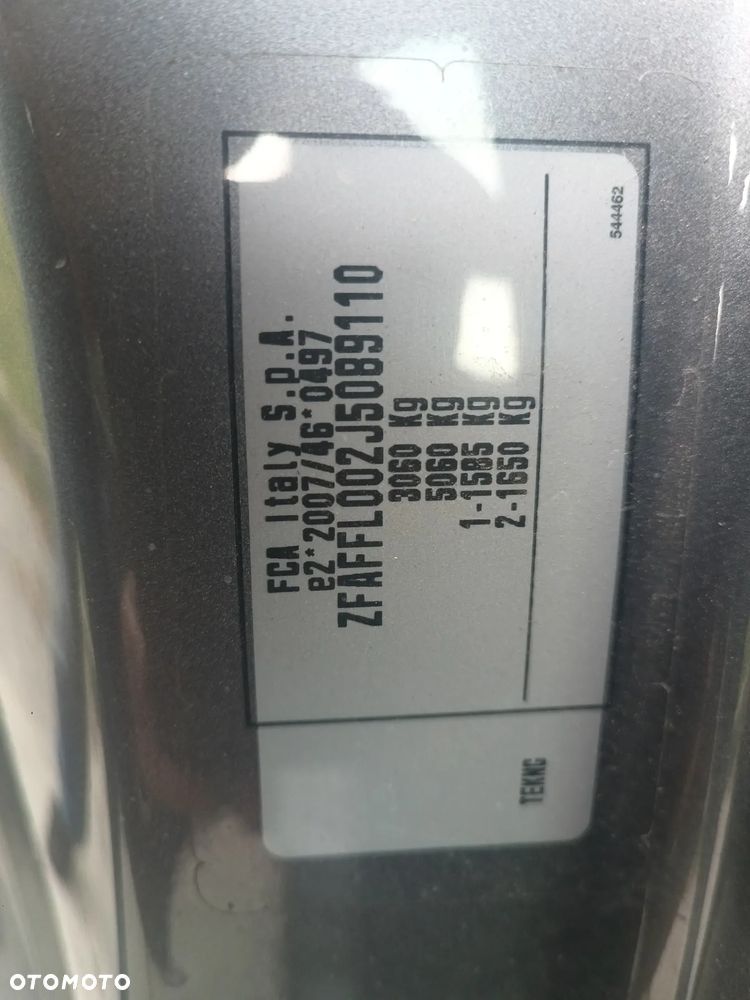 FCA Italy S.p.A.
e2*2007/46*0497
ZFAFFL002J5089110
3060 Kg
5060 Kg
1-1585 Kg
2-1650 Kg
544462
TEKNG
OTOMOTO